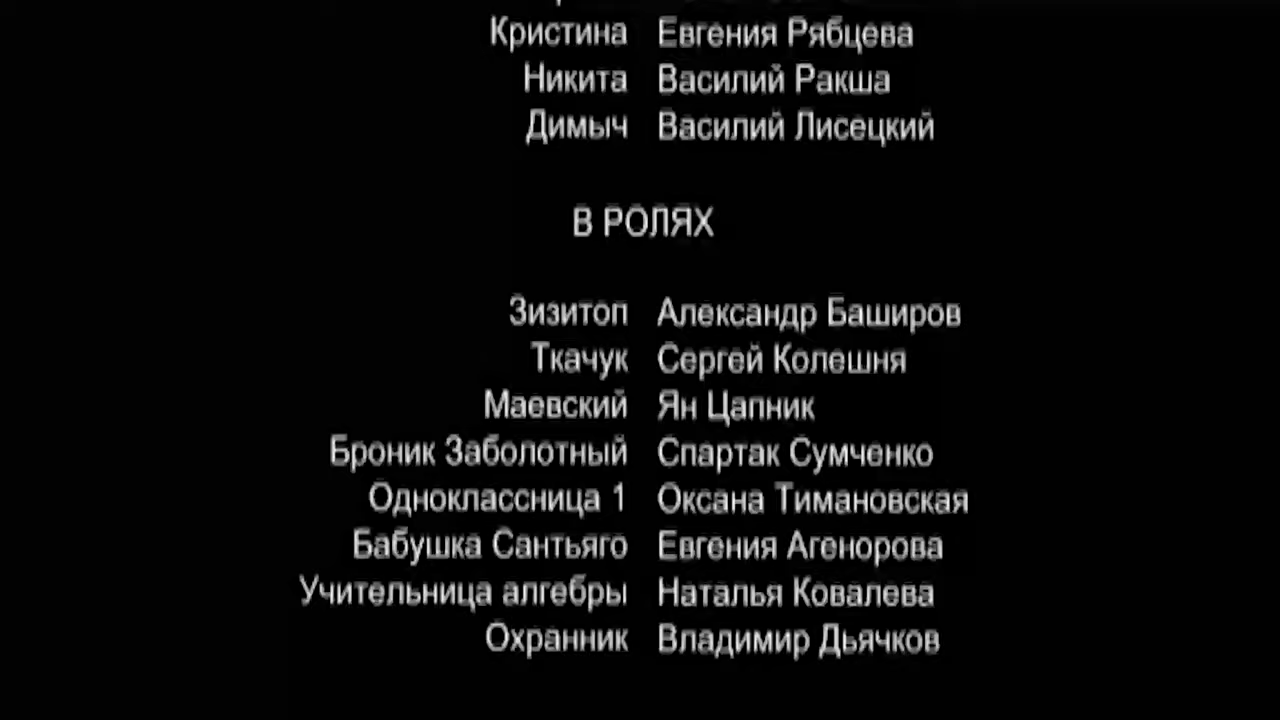 Кристина Евгения Рябцева
Никита Василий Ракша
Димыч Василий Лисецкий
В РОЛЯХ
Зизитоп Александр Баширов
Ткачук Сергей Колешня
Маевский Ян Цапник
Броник Заболотный Спартак Сумченко
Одноклассница 1 Оксана Тимановская
Бабушка Сантьяго Евгения Агенорова
Учительница алгебры Наталья Ковалева
Охранник Владимир Дьячков